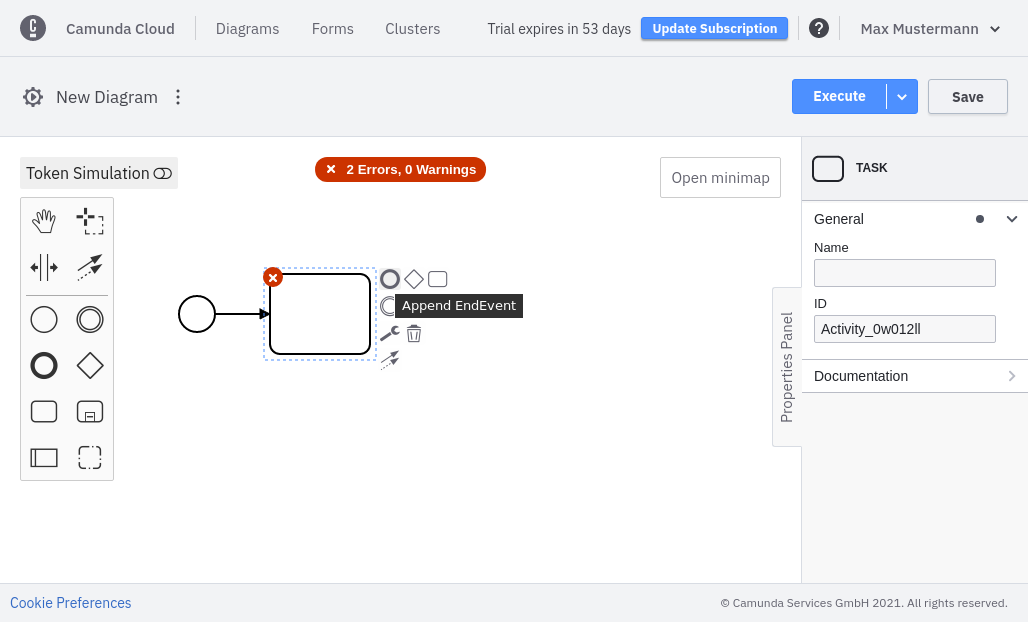 Camunda Cloud
Diagrams
Forms
Clusters
Trial expires in 53 days
Update Subscription
?
Max Mustermann
New Diagram
Execute
Save
Token Simulation
2 Errors, 0 Warnings
Open minimap
TASK
General
Name
ID
Activity_0w012ll
Documentation
Append EndEvent
Properties Panel
Cookie Preferences
© Camunda Services GmbH 2021. All rights reserved.